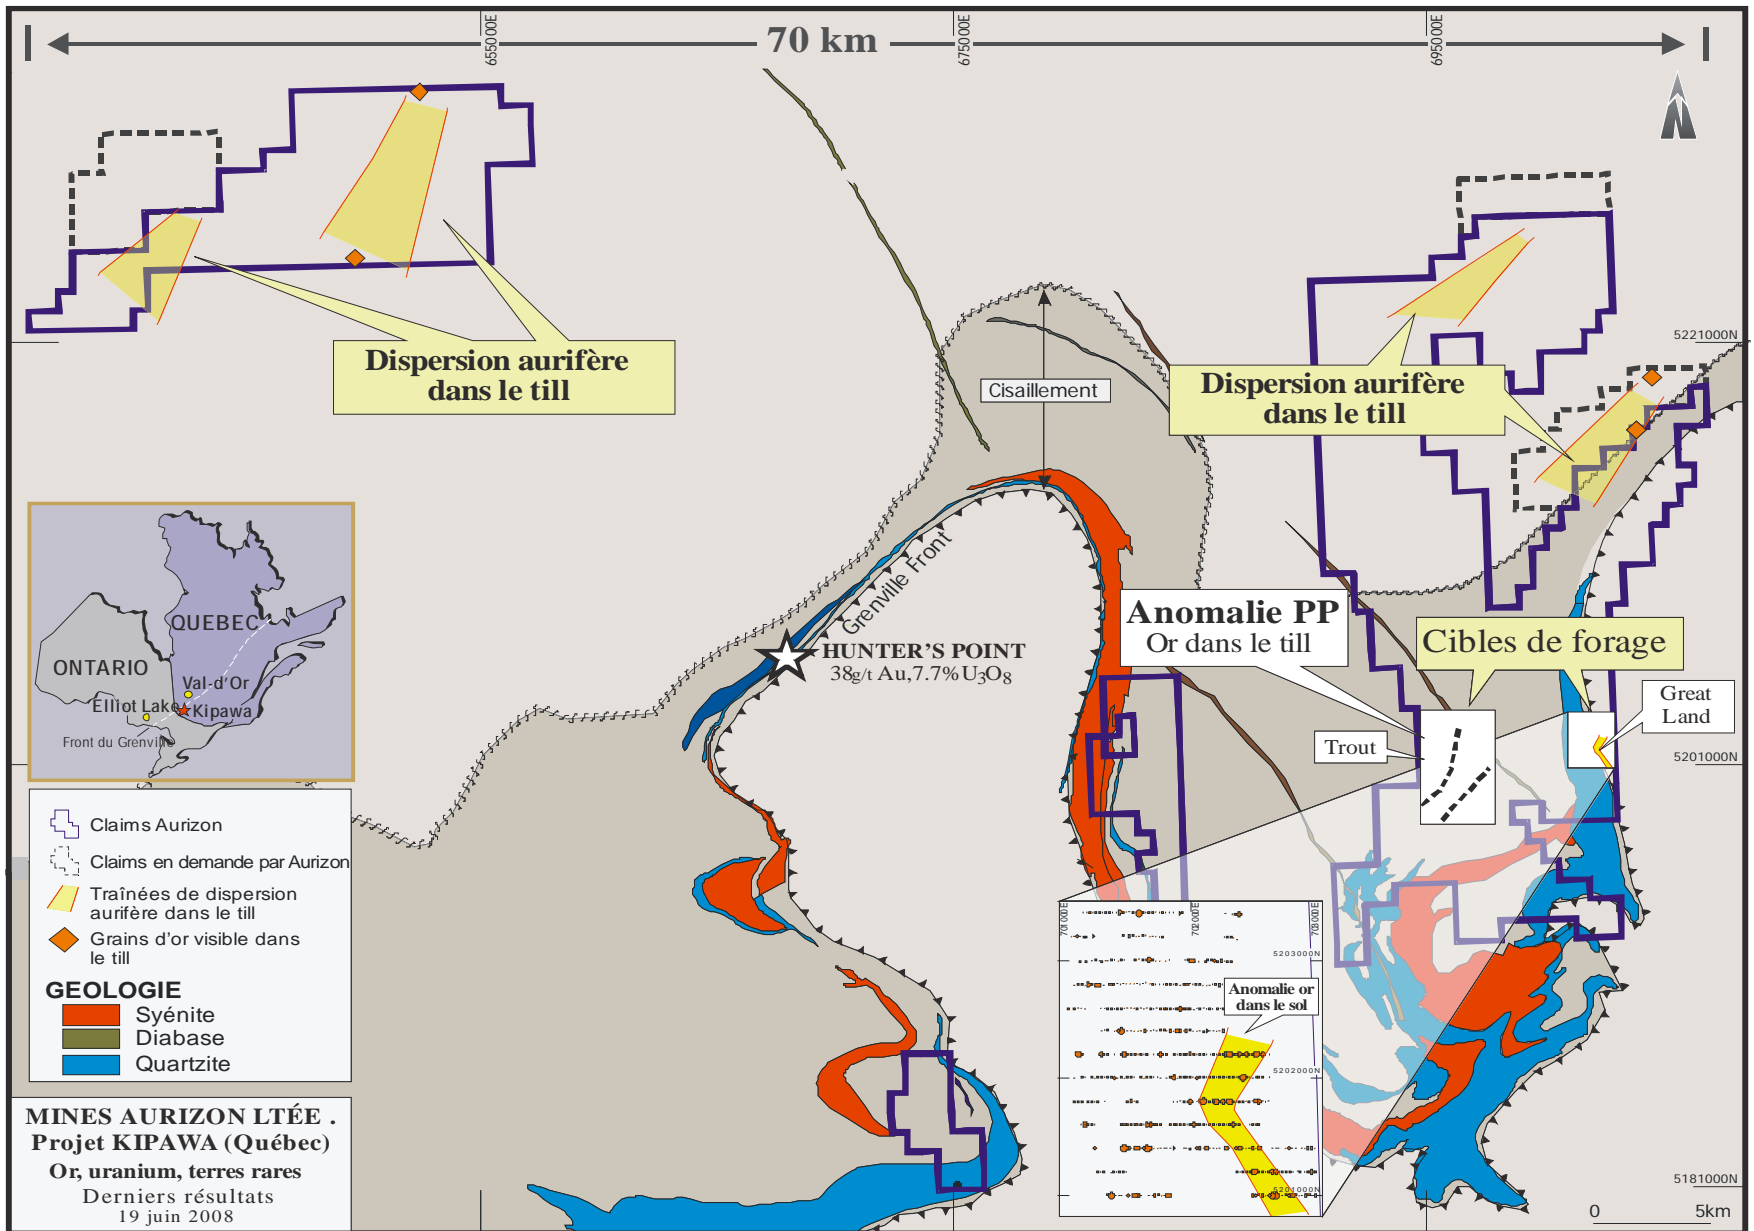 70 km
655000E
675000E
695000E
Dispersion aurifère
dans le till
Cisaillement
Dispersion aurifère
dans le till
5221000N
5201000N
5181000N
Grenville Front
HUNTER'S POINT
38g/t Au,7.7% U3O8
Anomalie PP
Or dans le till
Cibles de forage
Great
Land
Trout
QUEBEC
ONTARIO
Val-d'Or
Elliot Lake
Kipawa
Front du Grenville
Claims Aurizon
Claims en demande par Aurizon
Traînées de dispersion
aurifère dans le till
Grains d'or visible dans
le till
GEOLOGIE
Syénite
Diabase
Quartzite
MINES AURIZON LTÉE .
Projet KIPAWA (Québec)
Or, uranium, terres rares
Derniers résultats
19 juin 2008
701000E
702000E
703000E
5203000N
Anomalie or
dans le sol
5202000N
5201000N
0 5km
N